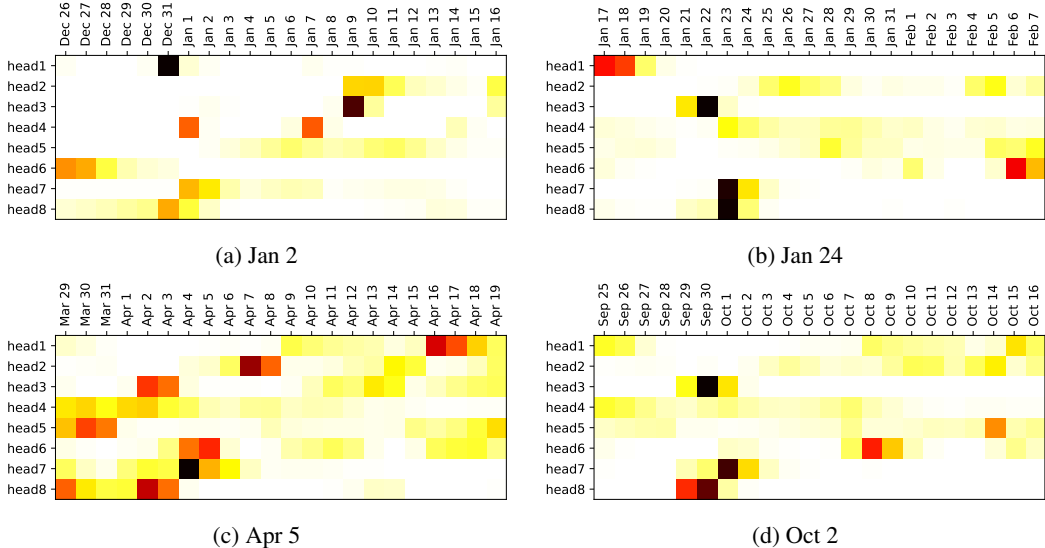 Dec 26 Dec 27 Dec 28 Dec 29 Dec 30 Dec 31 Jan 1 Jan 2 Jan 3 Jan 4 Jan 5 Jan 6 Jan 7 Jan 8 Jan 9 Jan 10 Jan 11 Jan 12 Jan 13 Jan 14 Jan 15 Jan 16
head1
head2
head3
head4
head5
head6
head7
head8
(a) Jan 2
Jan 17 Jan 18 Jan 19 Jan 20 Jan 21 Jan 22 Jan 23 Jan 24 Jan 25 Jan 26 Jan 27 Jan 28 Jan 29 Jan 30 Jan 31 Feb 1 Feb 2 Feb 3 Feb 4 Feb 5 Feb 6 Feb 7
head1
head2
head3
head4
head5
head6
head7
head8
(b) Jan 24
Mar 29 Mar 30 Mar 31 Apr 1 Apr 2 Apr 3 Apr 4 Apr 5 Apr 6 Apr 7 Apr 8 Apr 9 Apr 10 Apr 11 Apr 12 Apr 13 Apr 14 Apr 15 Apr 16 Apr 17 Apr 18 Apr 19
head1
head2
head3
head4
head5
head6
head7
head8
(c) Apr 5
Sep 25 Sep 26 Sep 27 Sep 28 Sep 29 Sep 30 Oct 1 Oct 2 Oct 3 Oct 4 Oct 5 Oct 6 Oct 7 Oct 8 Oct 9 Oct 10 Oct 11 Oct 12 Oct 13 Oct 14 Oct 15 Oct 16
head1
head2
head3
head4
head5
head6
head7
head8
(d) Oct 2